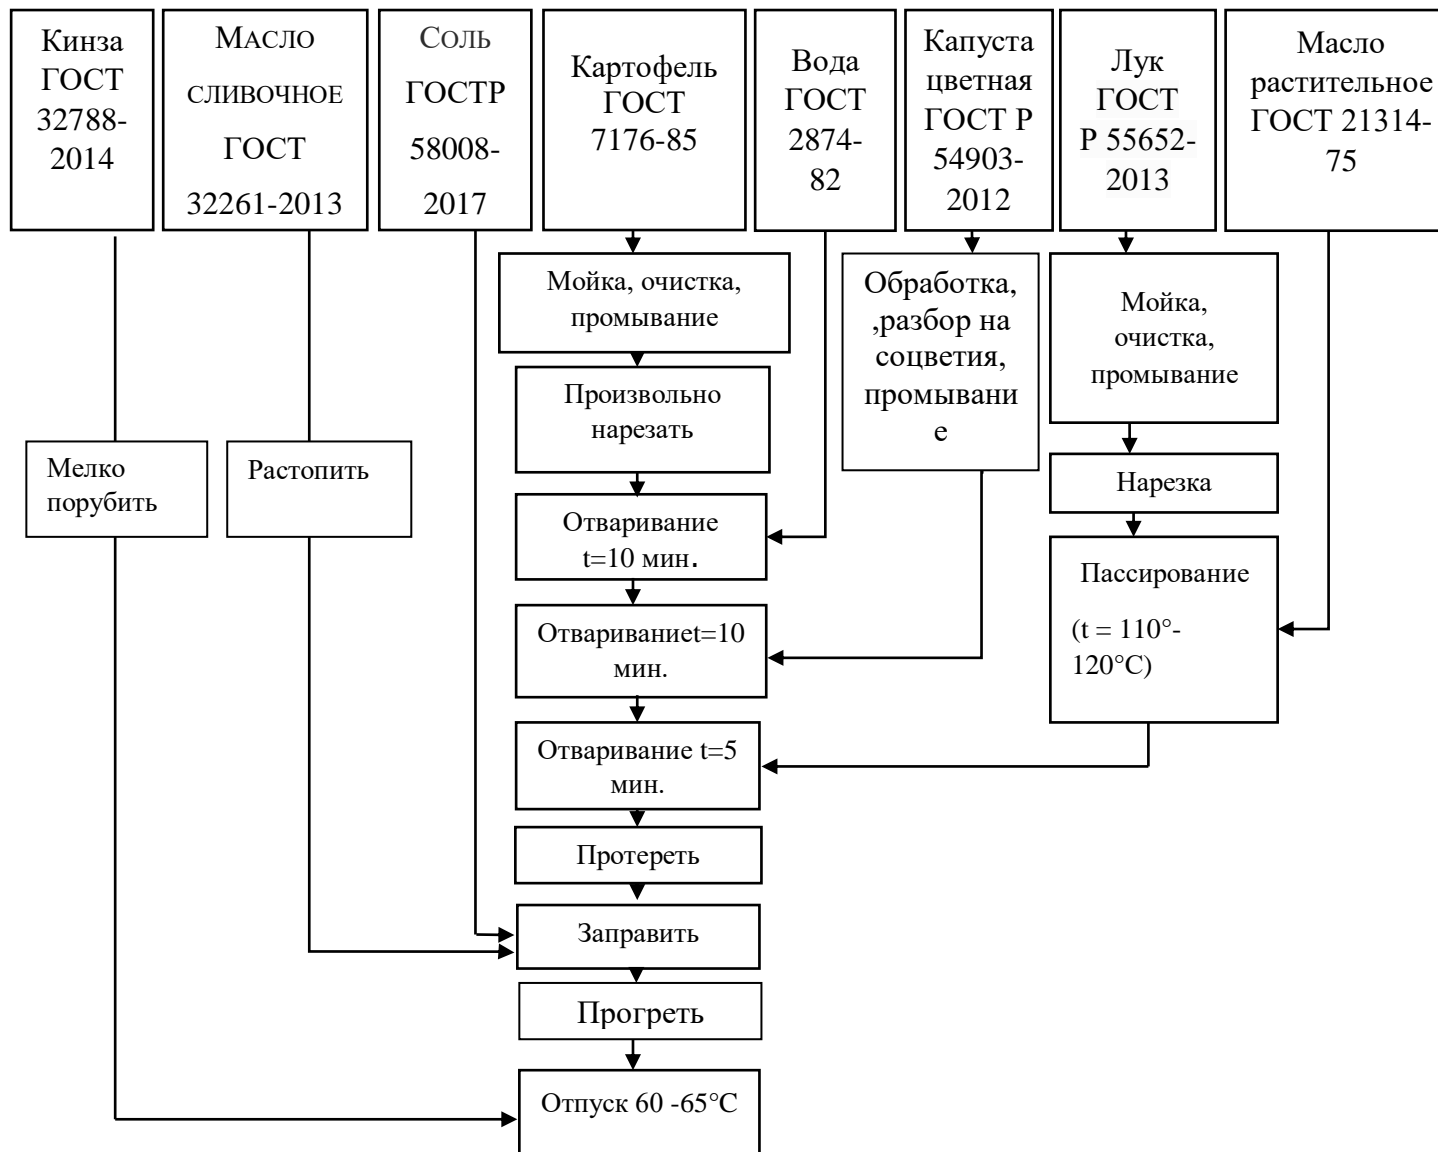 Кинза
ГОСТ
32788-
2014
МАСЛО
СЛИВОЧНОЕ
ГОСТ
32261-2013
СОЛЬ
ГОСТР
58008-
2017
Картофель
ГОСТ
7176-85
Вода
ГОСТ
2874-
82
Капуста
цветная
ГОСТ Р
54903-
2012
Лук
ГОСТ
Р 55652-
2013
Масло
растительное
ГОСТ 21314-
75
Мойка, очистка,
промывание
Обработка,
,разбор на
соцветия,
промывани
е
Мойка,
очистка,
промывание
Произвольно
нарезать
Мелко
порубить
Растопить
Нарезка
Отваривание
t=10 мин.
Пассирование
(t = 110°-
120°С)
Отвариваниеt=10
мин.
Отваривание t=5
мин.
Протереть
Заправить
Прогреть
Отпуск 60 -65°С